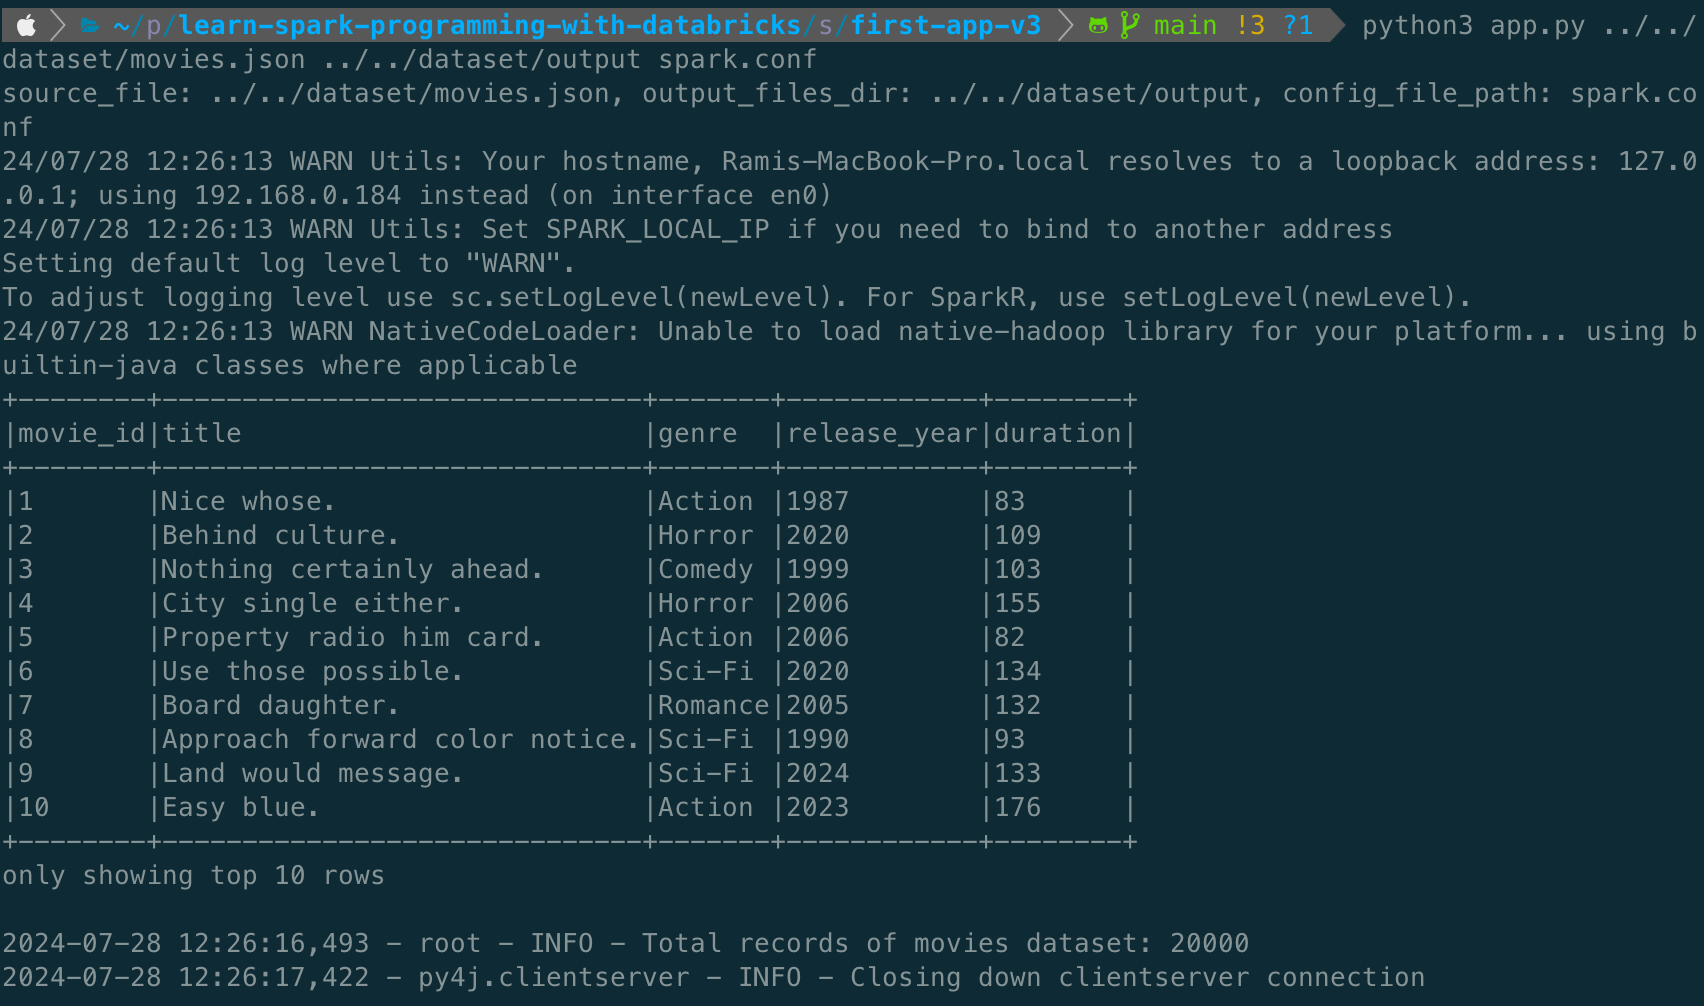 ~/p/learn-spark-programming-with-databricks/s/first-app-v3 main !3 ?1 python3 app.py ../../
dataset/movies.json ../../dataset/output spark.conf
source_file: ../../dataset/movies.json, output_files_dir: ../../dataset/output, config_file_path: spark.co
nf
24/07/28 12:26:13 WARN Utils: Your hostname, Ramis-MacBook-Pro.local resolves to a loopback address: 127.0
.0.1; using 192.168.0.184 instead (on interface en0)
24/07/28 12:26:13 WARN Utils: Set SPARK_LOCAL_IP if you need to bind to another address
Setting default log level to "WARN".
To adjust logging level use sc.setLogLevel(newLevel). For SparkR, use setLogLevel(newLevel).
24/07/28 12:26:13 WARN NativeCodeLoader: Unable to load native-hadoop library for your platform... using b
uiltin-java classes where applicable
+--------+------------------------------+-------+------------+--------+
|movie_id|title                         |genre  |release_year|duration|
+--------+------------------------------+-------+------------+--------+
|1       |Nice whose.                   |Action |1987        |83      |
|2       |Behind culture.               |Horror |2020        |109     |
|3       |Nothing certainly ahead.      |Comedy |1999        |103     |
|4       |City single either.           |Horror |2006        |155     |
|5       |Property radio him card.      |Action |2006        |82      |
|6       |Use those possible.           |Sci-Fi |2020        |134     |
|7       |Board daughter.               |Romance|2005        |132     |
|8       |Approach forward color notice.|Sci-Fi |1990        |93      |
|9       |Land would message.           |Sci-Fi |2024        |133     |
|10      |Easy blue.                    |Action |2023        |176     |
+--------+------------------------------+-------+------------+--------+
only showing top 10 rows
2024-07-28 12:26:16,493 - root - INFO - Total records of movies dataset: 20000
2024-07-28 12:26:17,422 - py4j.clientserver - INFO - Closing down clientserver connection